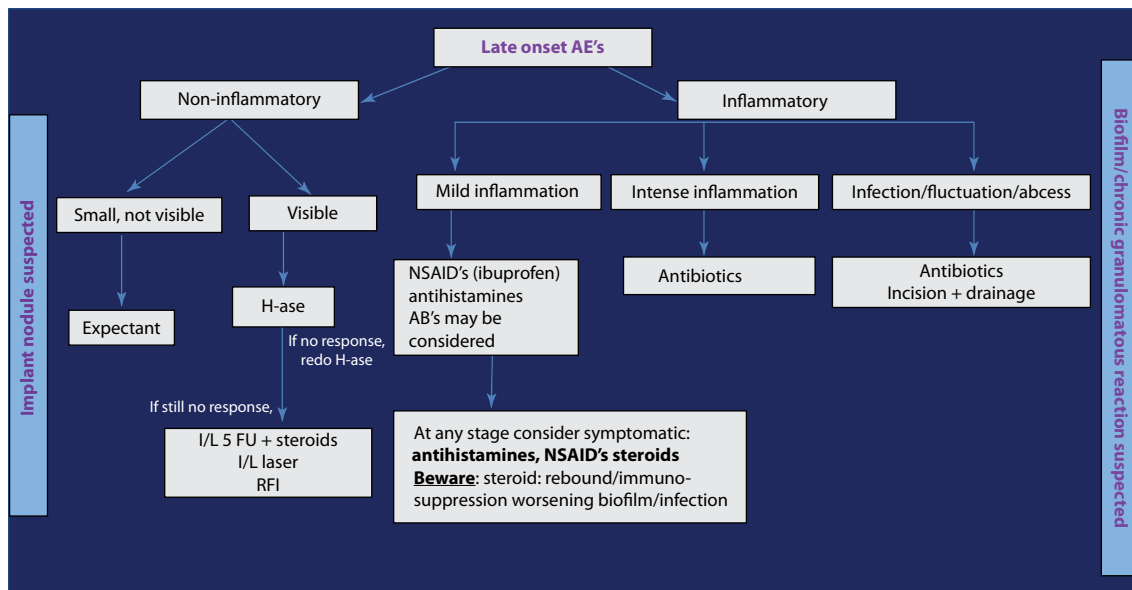 Late onset AE's
Non-inflammatory
Inflammatory
Implant nodule suspected
Biofilm/chronic granulomatous reaction suspected
Small, not visible
Visible
Mild inflammation
Intense inflammation
Infection/fluctuation/abcess
Expectant
H-ase
NSAID's (ibuprofen)
antihistamines
AB's may be
considered
Antibiotics
Antibiotics
Incision + drainage
If no response,
redo H-ase
If still no response,
I/L 5 FU + steroids
I/L laser
RFI
At any stage consider symptomatic:
antihistamines, NSAID's steroids
Beware: steroid: rebound/immuno-
suppression worsening biofilm/infection